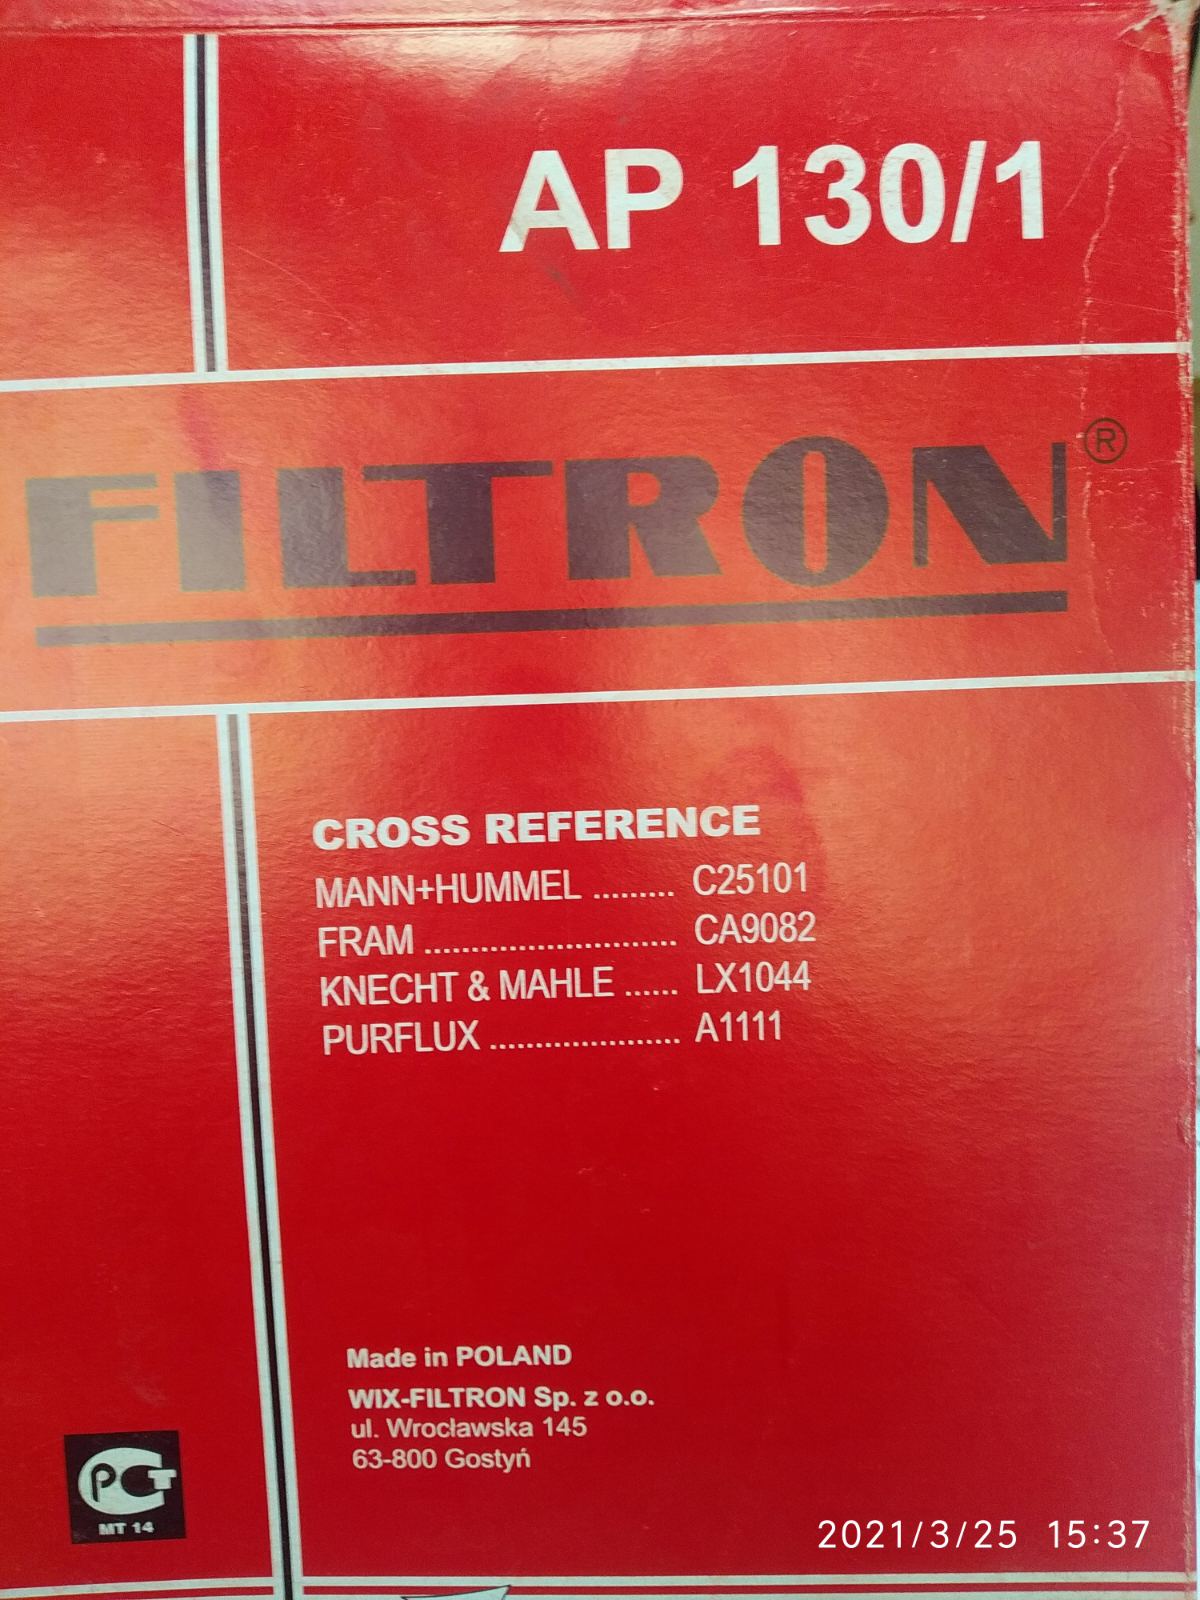 AP 130/1
FILTRON®
CROSS REFERENCE
MANN+HUMMEL ......... C25101
FRAM ........................... CA9082
KNECHT & MAHLE ...... LX1044
PURFLUX ..................... A1111
Made in POLAND
WIX-FILTRON Sp. z o.o.
ul. Wrocławska 145
63-800 Gostyń
РСТ
MT 14
2021/3/25 15:37